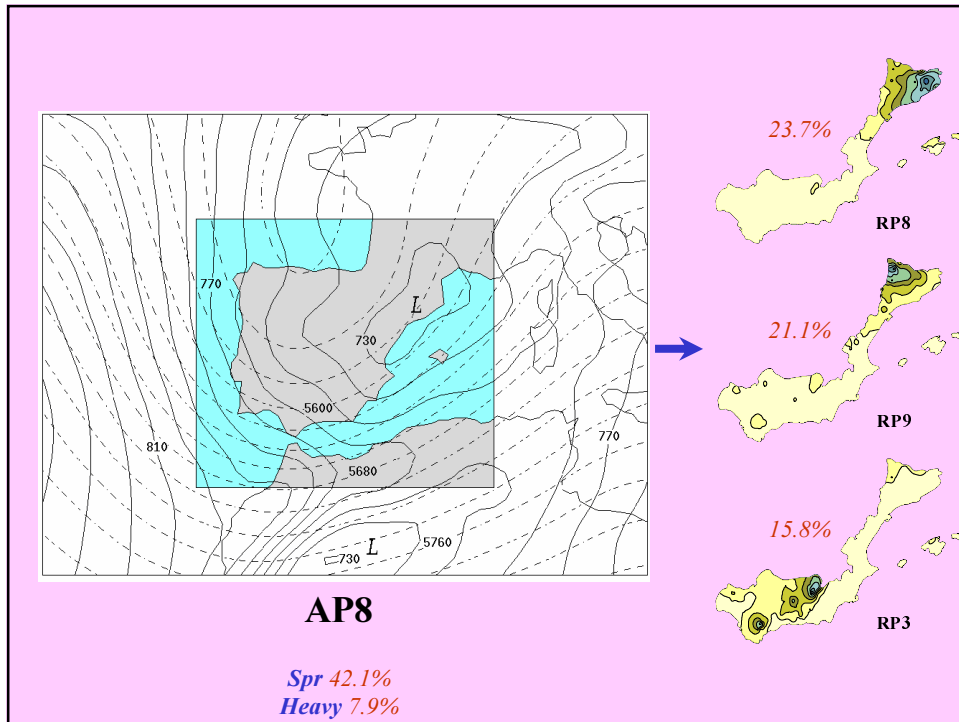 23.7%
RP8
770
L
730
5600
810
5680
770
5760
L
730
21.1%
RP9
15.8%
RP3
AP8
Spr 42.1%
Heavy 7.9%